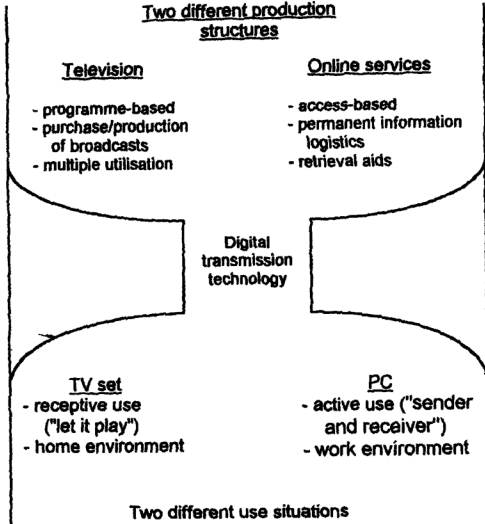 Two different production
structures
Television
- programme-based
- purchase/production
of broadcasts
- multiple utilisation
Online services
- access-based
- permanent information
logistics
- retrieval aids
Digital
transmission
technology
TV set
- receptive use
("let it play")
- home environment
PC
- active use ("sender
and receiver")
- work environment
Two different use situations